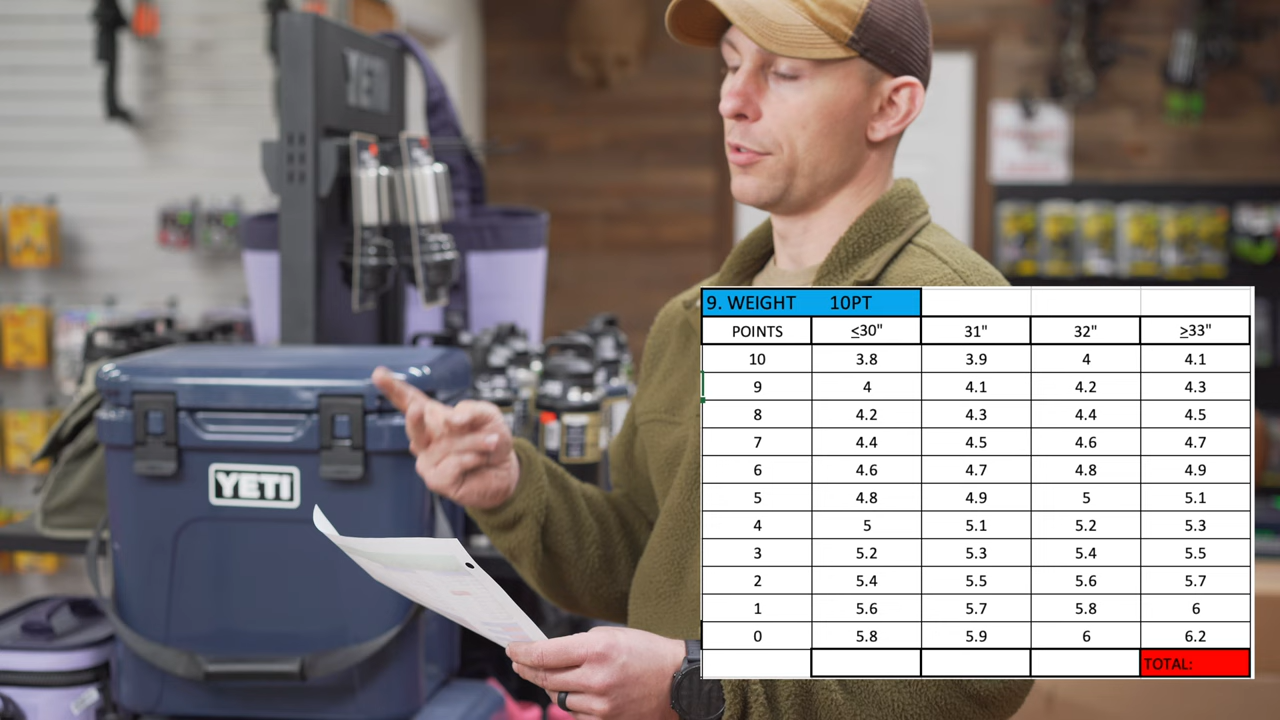 YETI
YETI
9. WEIGHT 10PT
POINTS ≤30" 31" 32" ≥33"
10 3.8 3.9 4 4.1
9 4 4.1 4.2 4.3
8 4.2 4.3 4.4 4.5
7 4.4 4.5 4.6 4.7
6 4.6 4.7 4.8 4.9
5 4.8 4.9 5 5.1
4 5 5.1 5.2 5.3
3 5.2 5.3 5.4 5.5
2 5.4 5.5 5.6 5.7
1 5.6 5.7 5.8 6
0 5.8 5.9 6 6.2
TOTAL: